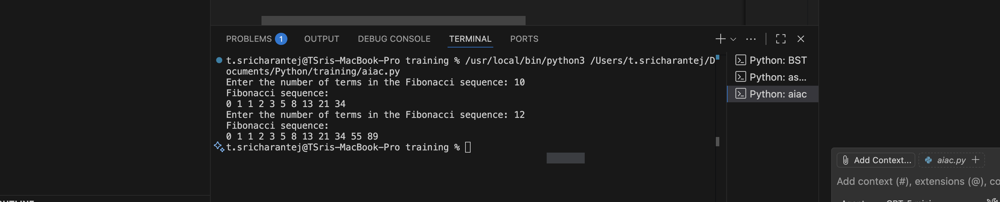 PROBLEMS 1 OUTPUT DEBUG CONSOLE TERMINAL PORTS
t.sricharantej@TSris-MacBook-Pro training % /usr/local/bin/python3 /Users/t.sricharantej/D
ocuments/Python/training/aiac.py
Enter the number of terms in the Fibonacci sequence: 10
Fibonacci sequence:
0 1 1 2 3 5 8 13 21 34
Enter the number of terms in the Fibonacci sequence: 12
Fibonacci sequence:
0 1 1 2 3 5 8 13 21 34 55 89
t.sricharantej@TSris-MacBook-Pro training %
Python: BST
Python: as...
Python: aiac
Add Context...
aiac.py
Add context (#), extensions (@), co